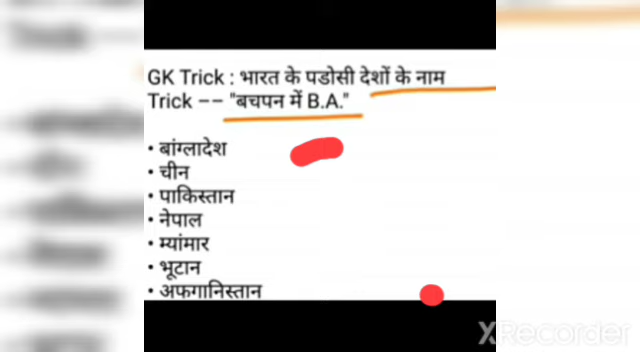 GK Trick : भारत के पडोसी देशों के नाम
Trick –– "बचपन में B.A."
• बांग्लादेश
• चीन
• पाकिस्तान
• नेपाल
• म्यांमार
• भूटान
• अफगानिस्तान
XRecorder